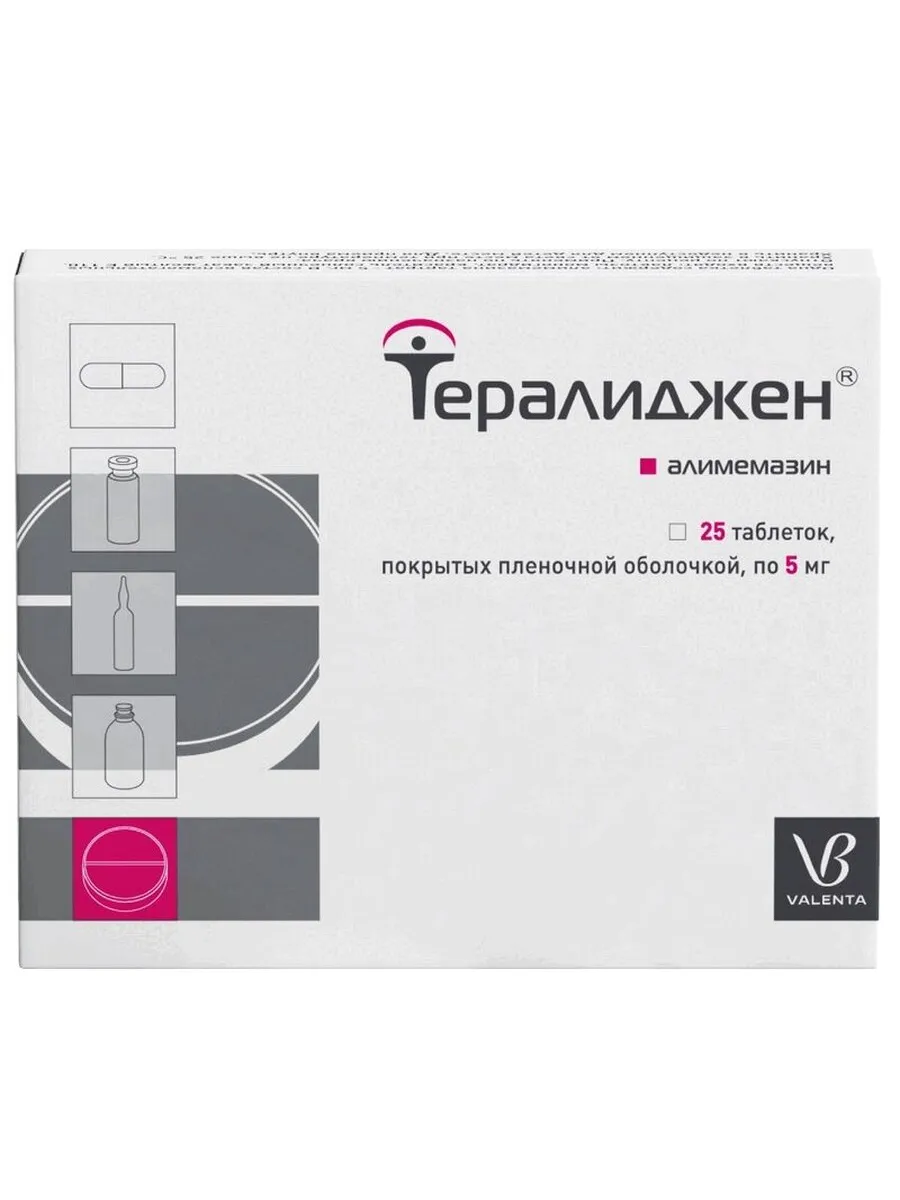 Тералиджен®
алимемазин
25 таблеток,
покрытых пленочной оболочкой, по 5 мг
VALENTA